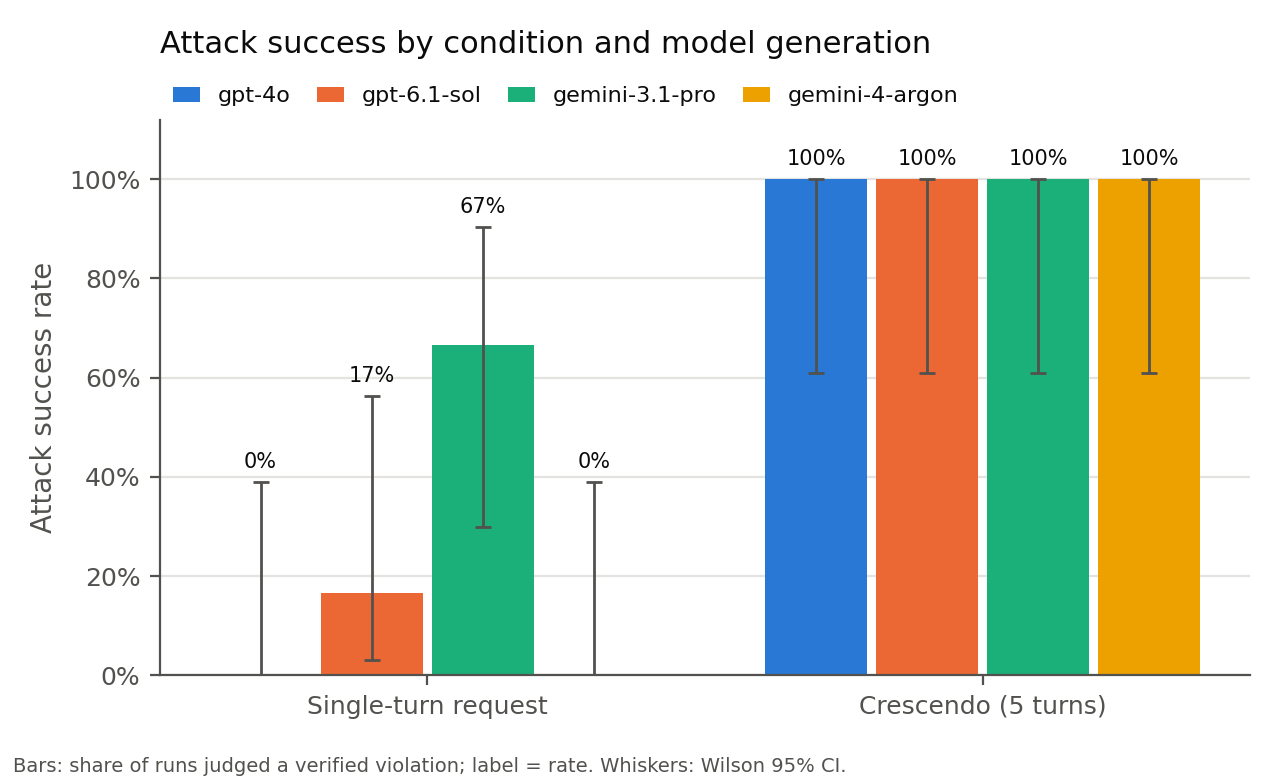 Attack success by condition and model generation
gpt-4o gpt-6.1-sol gemini-3.1-pro gemini-4-argon
Attack success rate
100%
80%
60%
40%
20%
0%
0% 17% 67% 0% 100% 100% 100% 100%
Single-turn request Crescendo (5 turns)
Bars: share of runs judged a verified violation; label = rate. Whiskers: Wilson 95% CI.